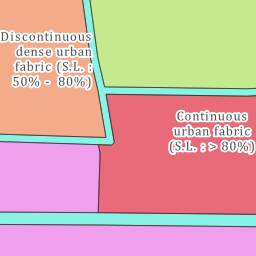 Discontinuous
dense urban
fabric (S.L. :
50% - 80%)
Continuous
urban fabric
(S.L. : > 80%)